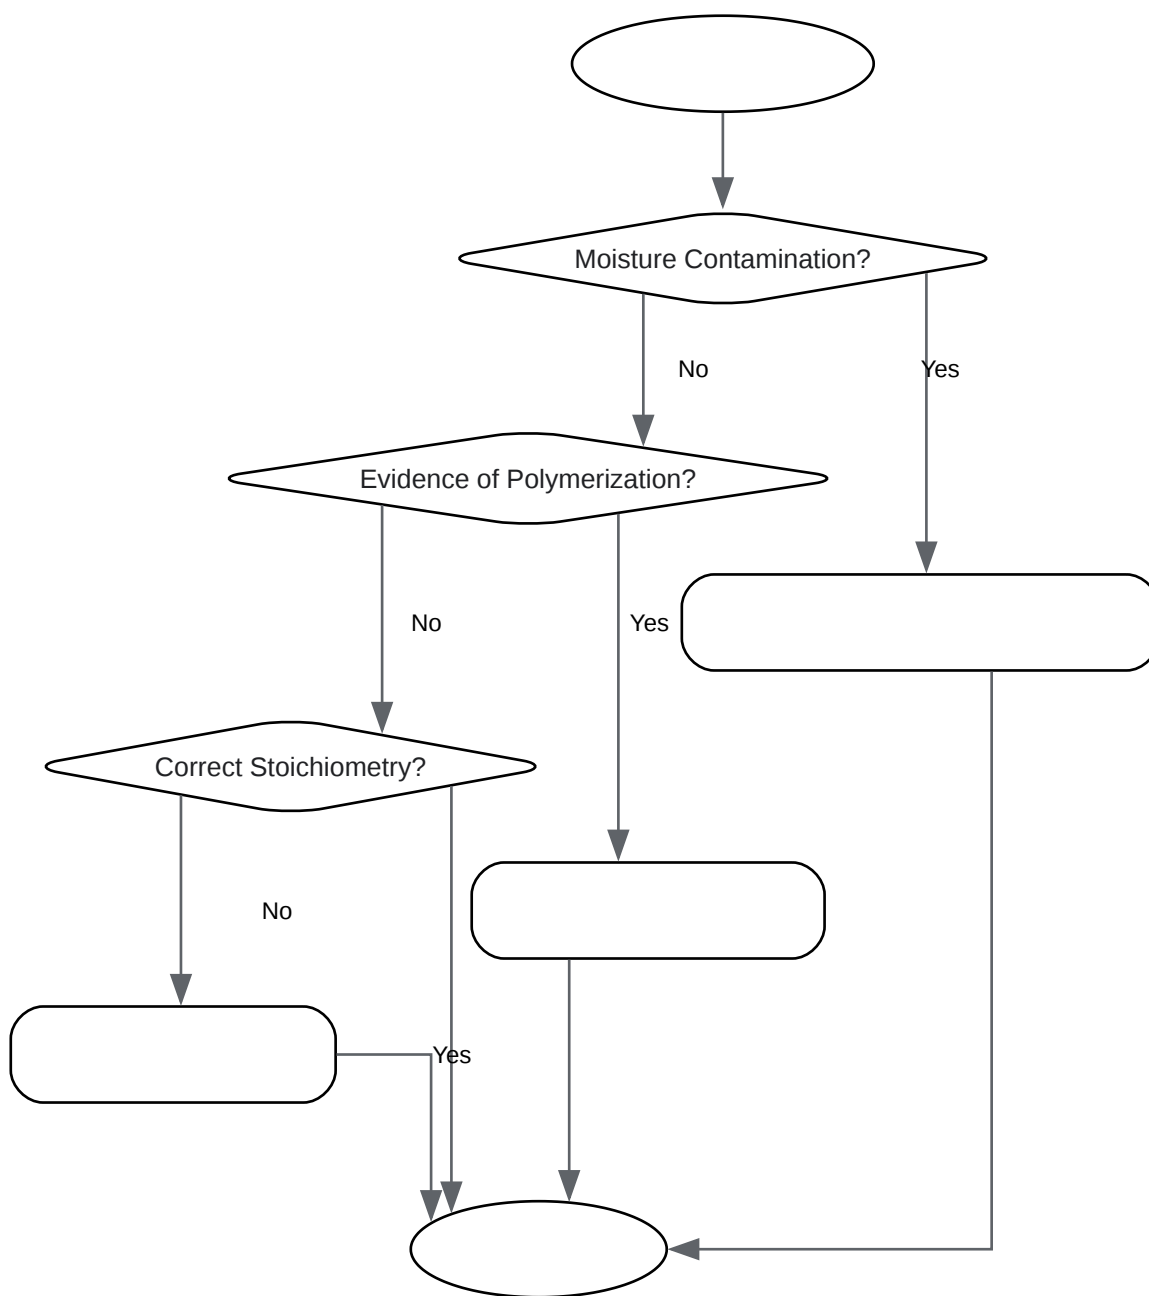 Moisture Contamination?
No
Yes
Evidence of Polymerization?
No
Yes
Correct Stoichiometry?
No
Yes